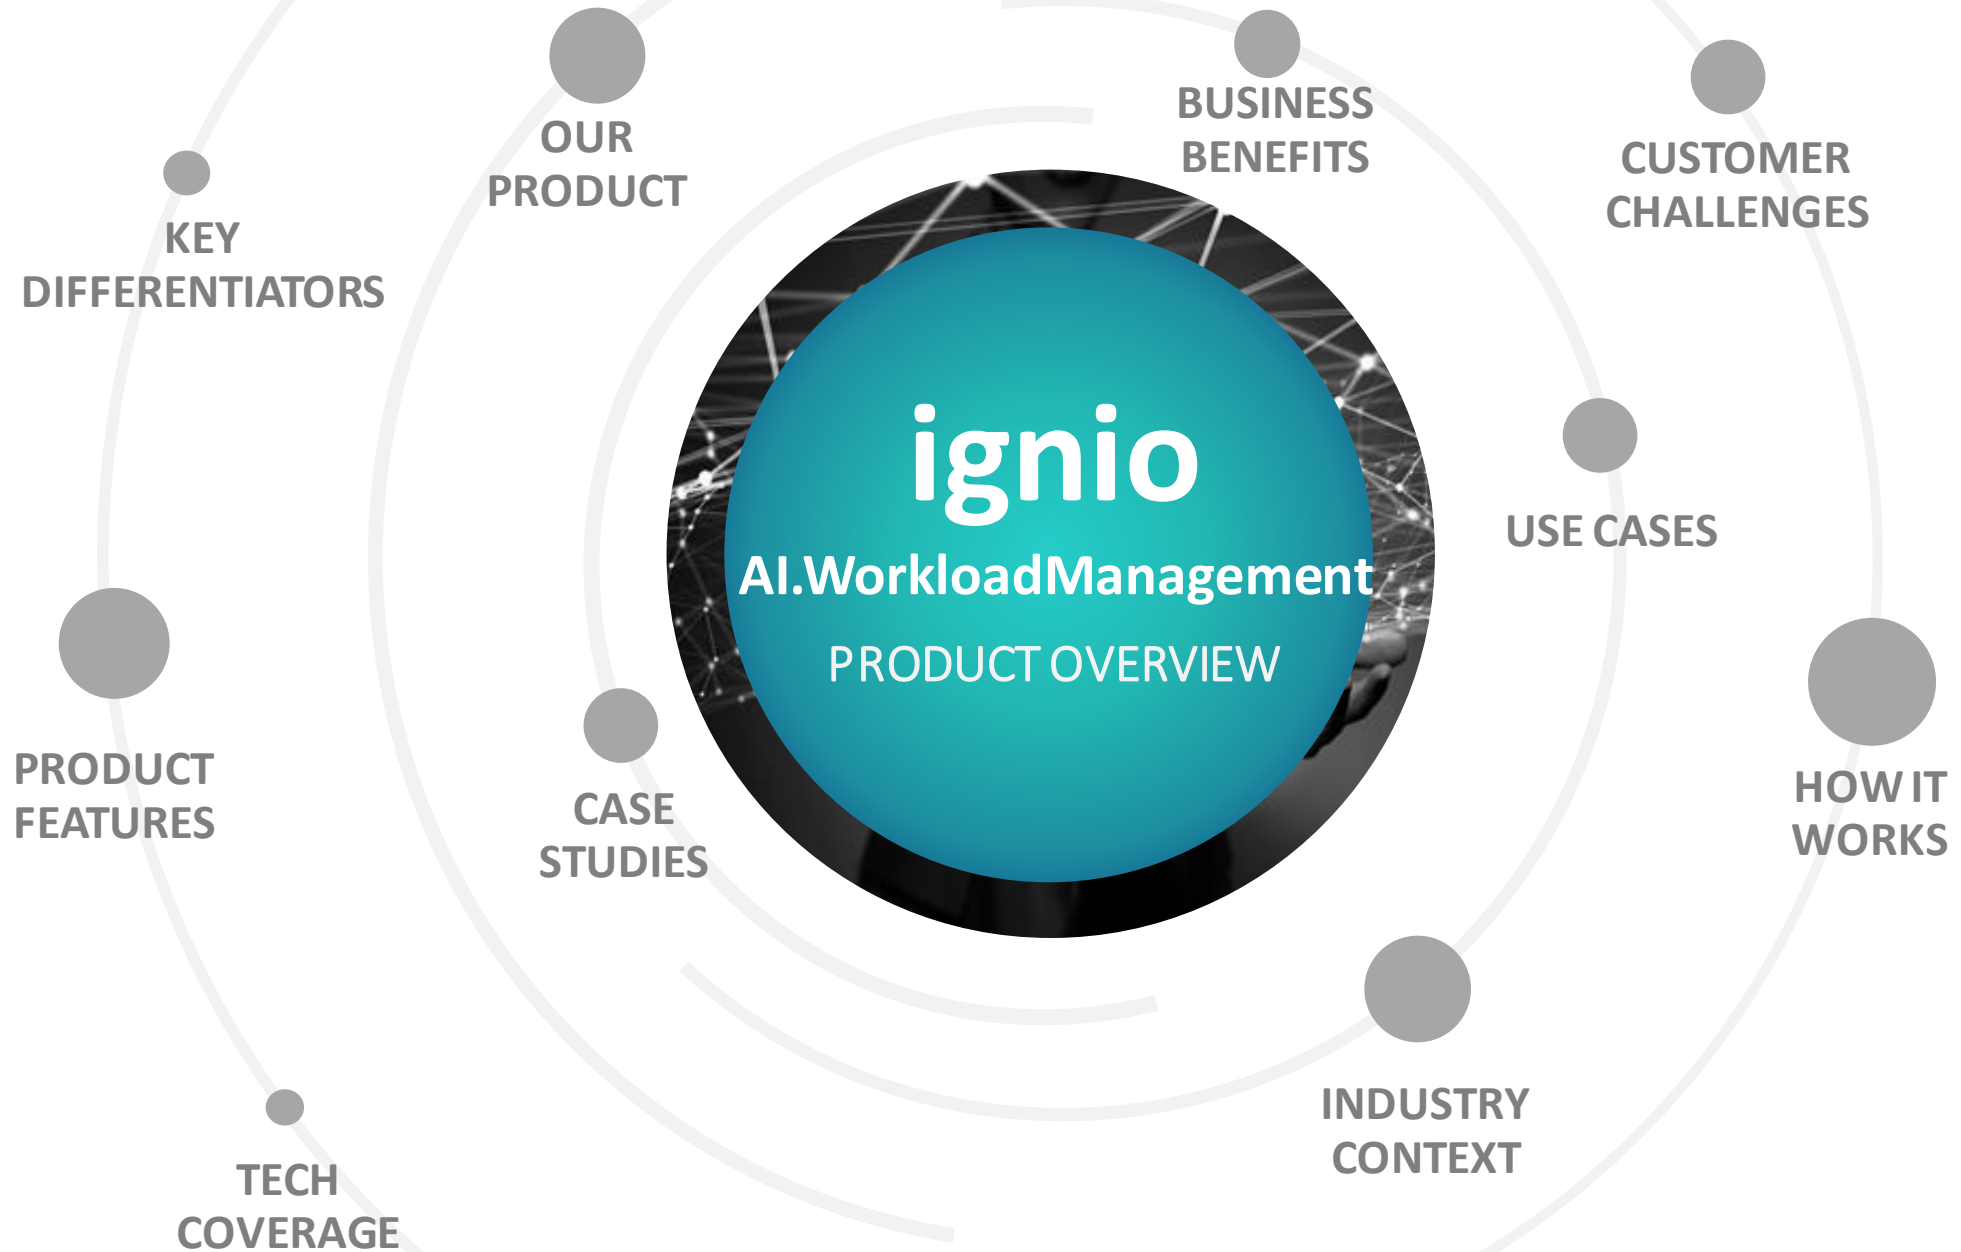 OUR
PRODUCT
BUSINESS
BENEFITS
CUSTOMER
CHALLENGES
KEY
DIFFERENTIATORS
ignio
AI.WorkloadManagement
PRODUCT OVERVIEW
USE CASES
PRODUCT
FEATURES
CASE
STUDIES
HOW IT
WORKS
INDUSTRY
CONTEXT
TECH
COVERAGE